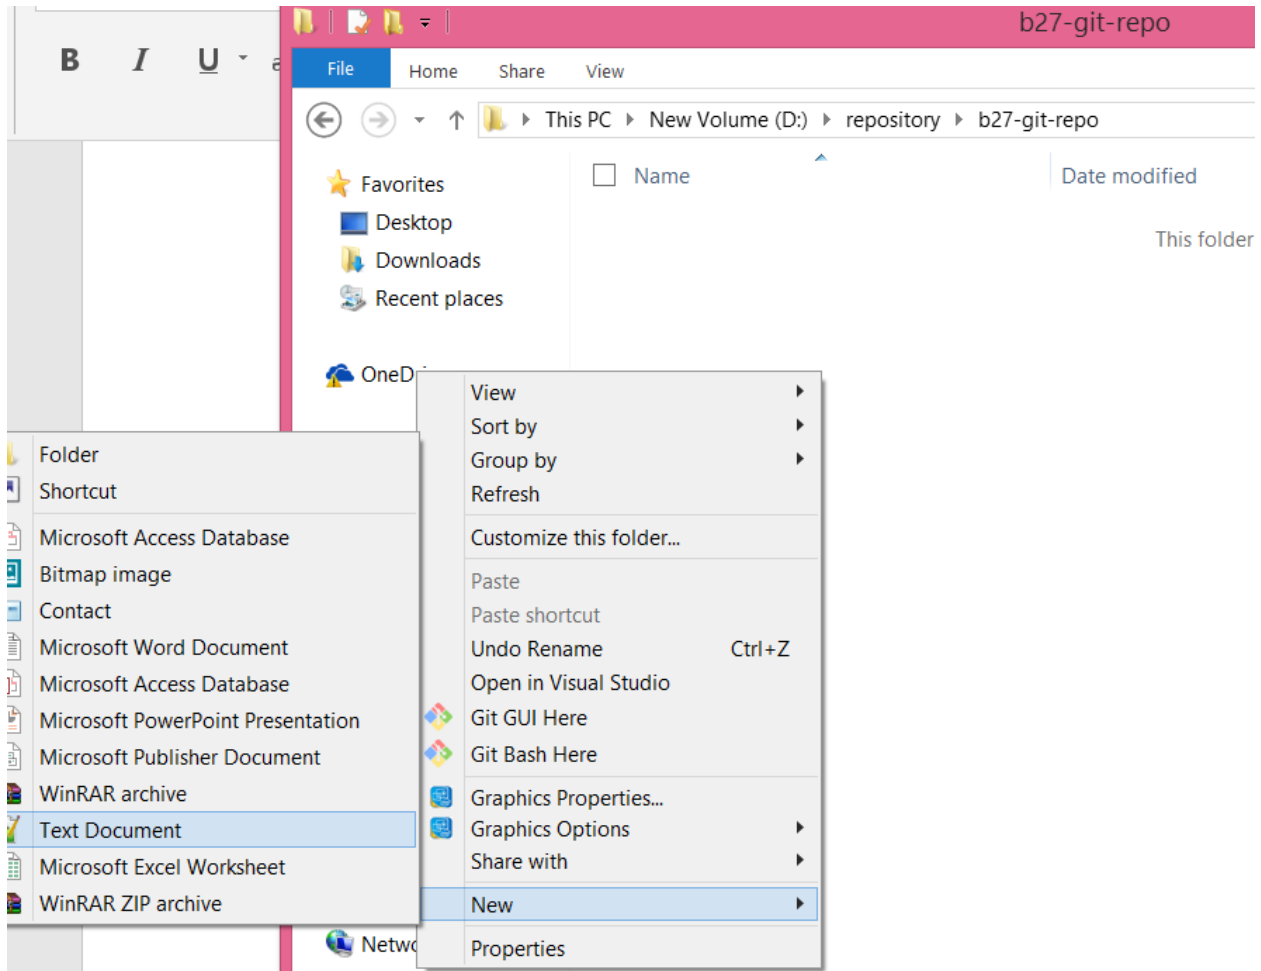 b27-git-repo
B I U
File Home Share View
This PC New Volume (D:) repository b27-git-repo
Name Date modified
This folder
Favorites
Desktop
Downloads
Recent places
OneD
View
Sort by
Group by
Refresh
Customize this folder...
Paste
Paste shortcut
Undo Rename Ctrl+Z
Open in Visual Studio
Git GUI Here
Git Bash Here
Graphics Properties...
Graphics Options
Share with
New
Properties
Folder
Shortcut
Microsoft Access Database
Bitmap image
Contact
Microsoft Word Document
Microsoft Access Database
Microsoft PowerPoint Presentation
Microsoft Publisher Document
WinRAR archive
Text Document
Microsoft Excel Worksheet
WinRAR ZIP archive
Netwo